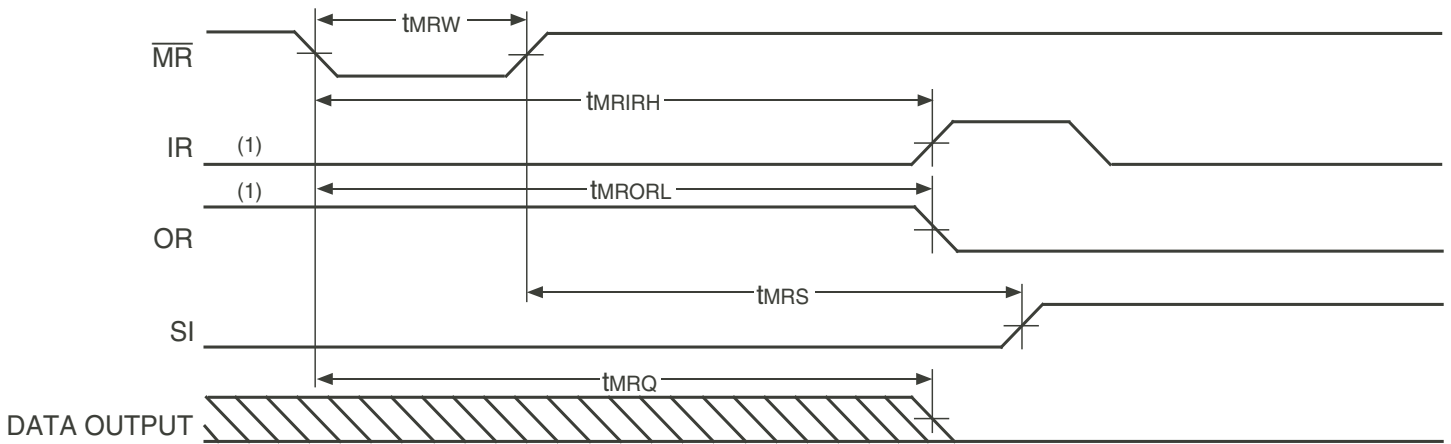 tMRW
MR
tMRIRH
IR (1)
(1) tMRORL
OR
tMRS
SI
tMRQ
DATA OUTPUT